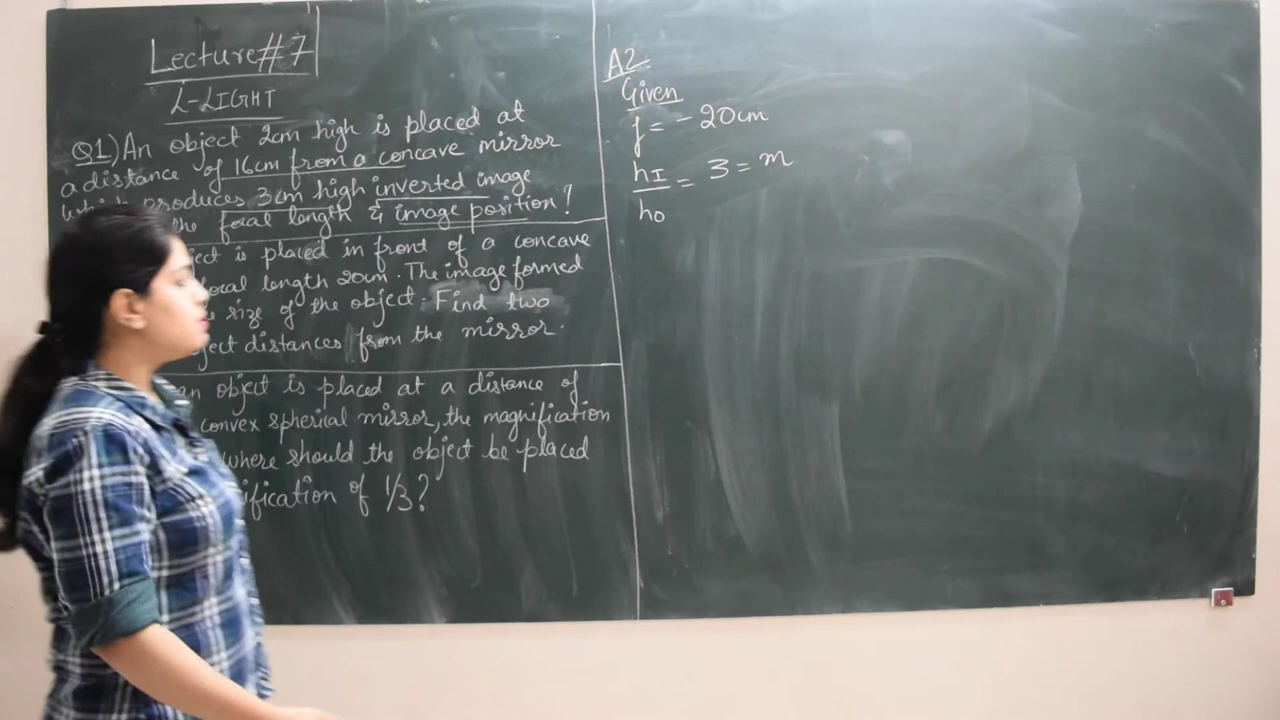 Lecture #7
L-LIGHT
Q1) An object 2cm high is placed at
a distance of 16cm from a concave mirror
which produces 3cm high inverted image
the focal length & image position?
is placed in front of a concave
focal length 20cm. The image formed
size of the object. Find two
distances from the mirror.
an object is placed at a distance of
convex spherial mirror, the magnification
where should the object be placed
of 1/3?
A2
Given
f = -20cm
hI = 3 = m
ho